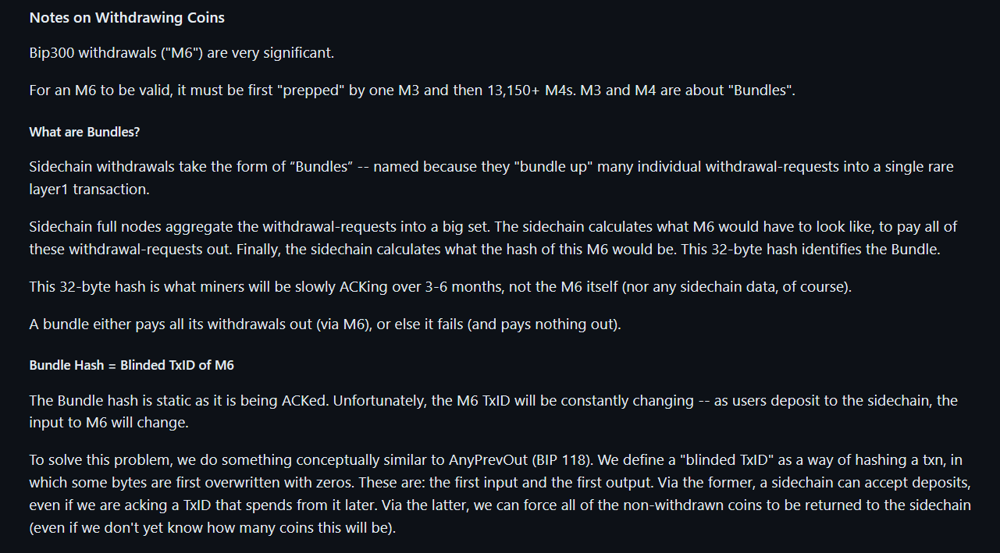 Notes on Withdrawing Coins
Bip300 withdrawals ("M6") are very significant.
For an M6 to be valid, it must be first "prepped" by one M3 and then 13,150+ M4s. M3 and M4 are about "Bundles".
What are Bundles?
Sidechain withdrawals take the form of “Bundles” -- named because they "bundle up" many individual withdrawal-requests into a single rare
layer1 transaction.
Sidechain full nodes aggregate the withdrawal-requests into a big set. The sidechain calculates what M6 would have to look like, to pay all of
these withdrawal-requests out. Finally, the sidechain calculates what the hash of this M6 would be. This 32-byte hash identifies the Bundle.
This 32-byte hash is what miners will be slowly ACKing over 3-6 months, not the M6 itself (nor any sidechain data, of course).
A bundle either pays all its withdrawals out (via M6), or else it fails (and pays nothing out).
Bundle Hash = Blinded TxID of M6
The Bundle hash is static as it is being ACKed. Unfortunately, the M6 TxID will be constantly changing -- as users deposit to the sidechain, the
input to M6 will change.
To solve this problem, we do something conceptually similar to AnyPrevOut (BIP 118). We define a "blinded TxID" as a way of hashing a txn, in
which some bytes are first overwritten with zeros. These are: the first input and the first output. Via the former, a sidechain can accept deposits,
even if we are acking a TxID that spends from it later. Via the latter, we can force all of the non-withdrawn coins to be returned to the sidechain
(even if we don't yet know how many coins this will be).